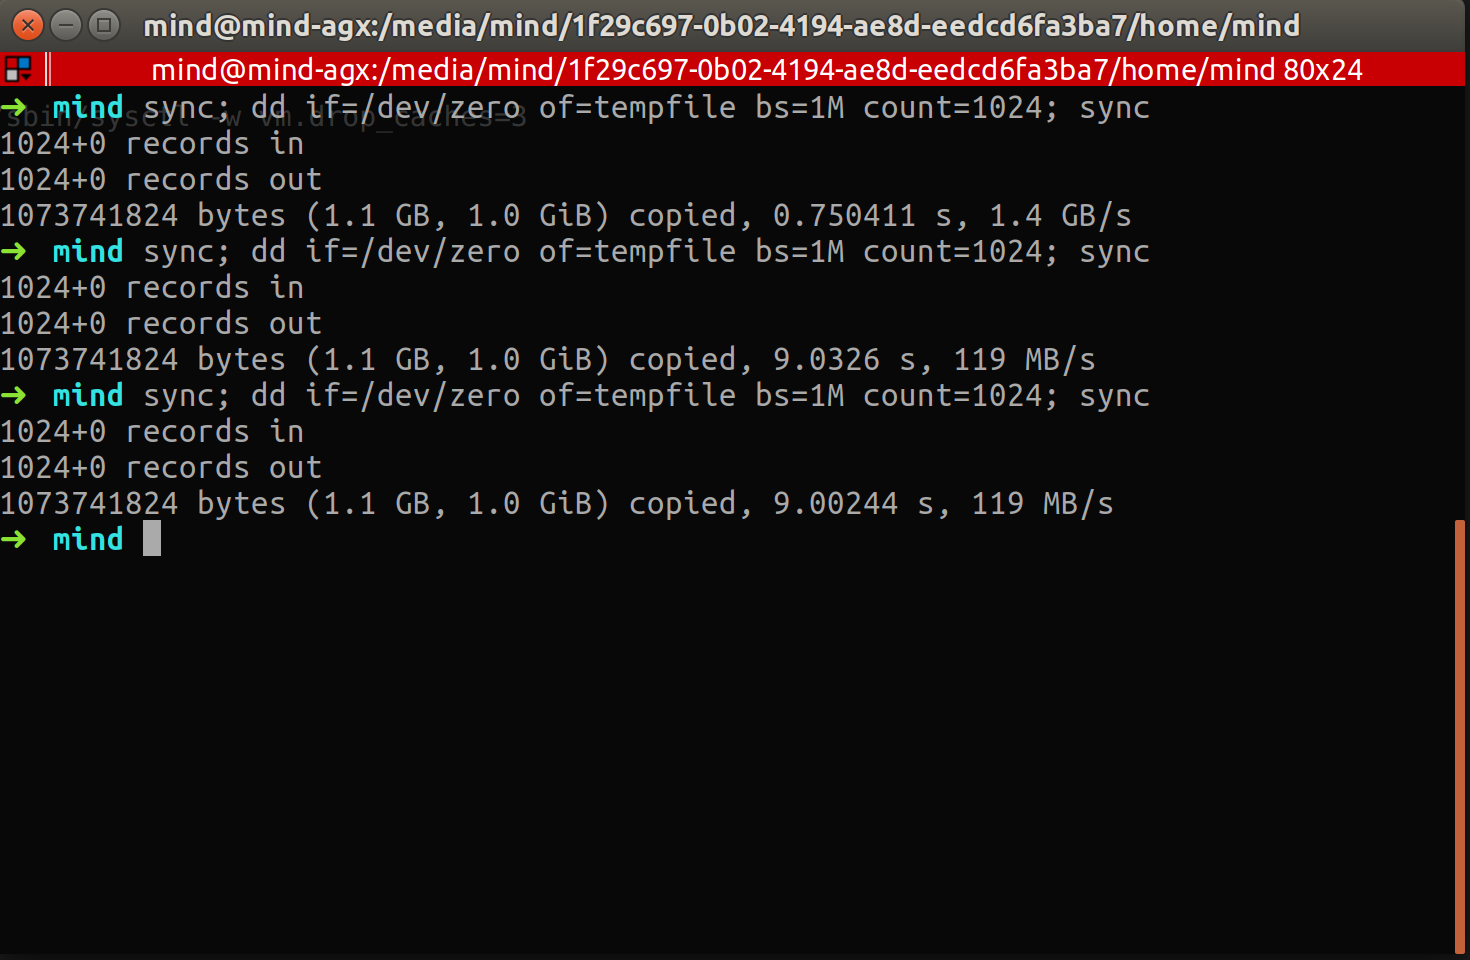 mind@mind-agx:/media/mind/1f29c697-0b02-4194-ae8d-eedcd6fa3ba7/home/mind
mind@mind-agx:/media/mind/1f29c697-0b02-4194-ae8d-eedcd6fa3ba7/home/mind 80x24
➜ mind sync; dd if=/dev/zero of=tempfile bs=1M count=1024; sync
sbin/sysctl -w vm.drop_caches=3
1024+0 records in
1024+0 records out
1073741824 bytes (1.1 GB, 1.0 GiB) copied, 0.750411 s, 1.4 GB/s
➜ mind sync; dd if=/dev/zero of=tempfile bs=1M count=1024; sync
1024+0 records in
1024+0 records out
1073741824 bytes (1.1 GB, 1.0 GiB) copied, 9.0326 s, 119 MB/s
➜ mind sync; dd if=/dev/zero of=tempfile bs=1M count=1024; sync
1024+0 records in
1024+0 records out
1073741824 bytes (1.1 GB, 1.0 GiB) copied, 9.00244 s, 119 MB/s
➜ mind